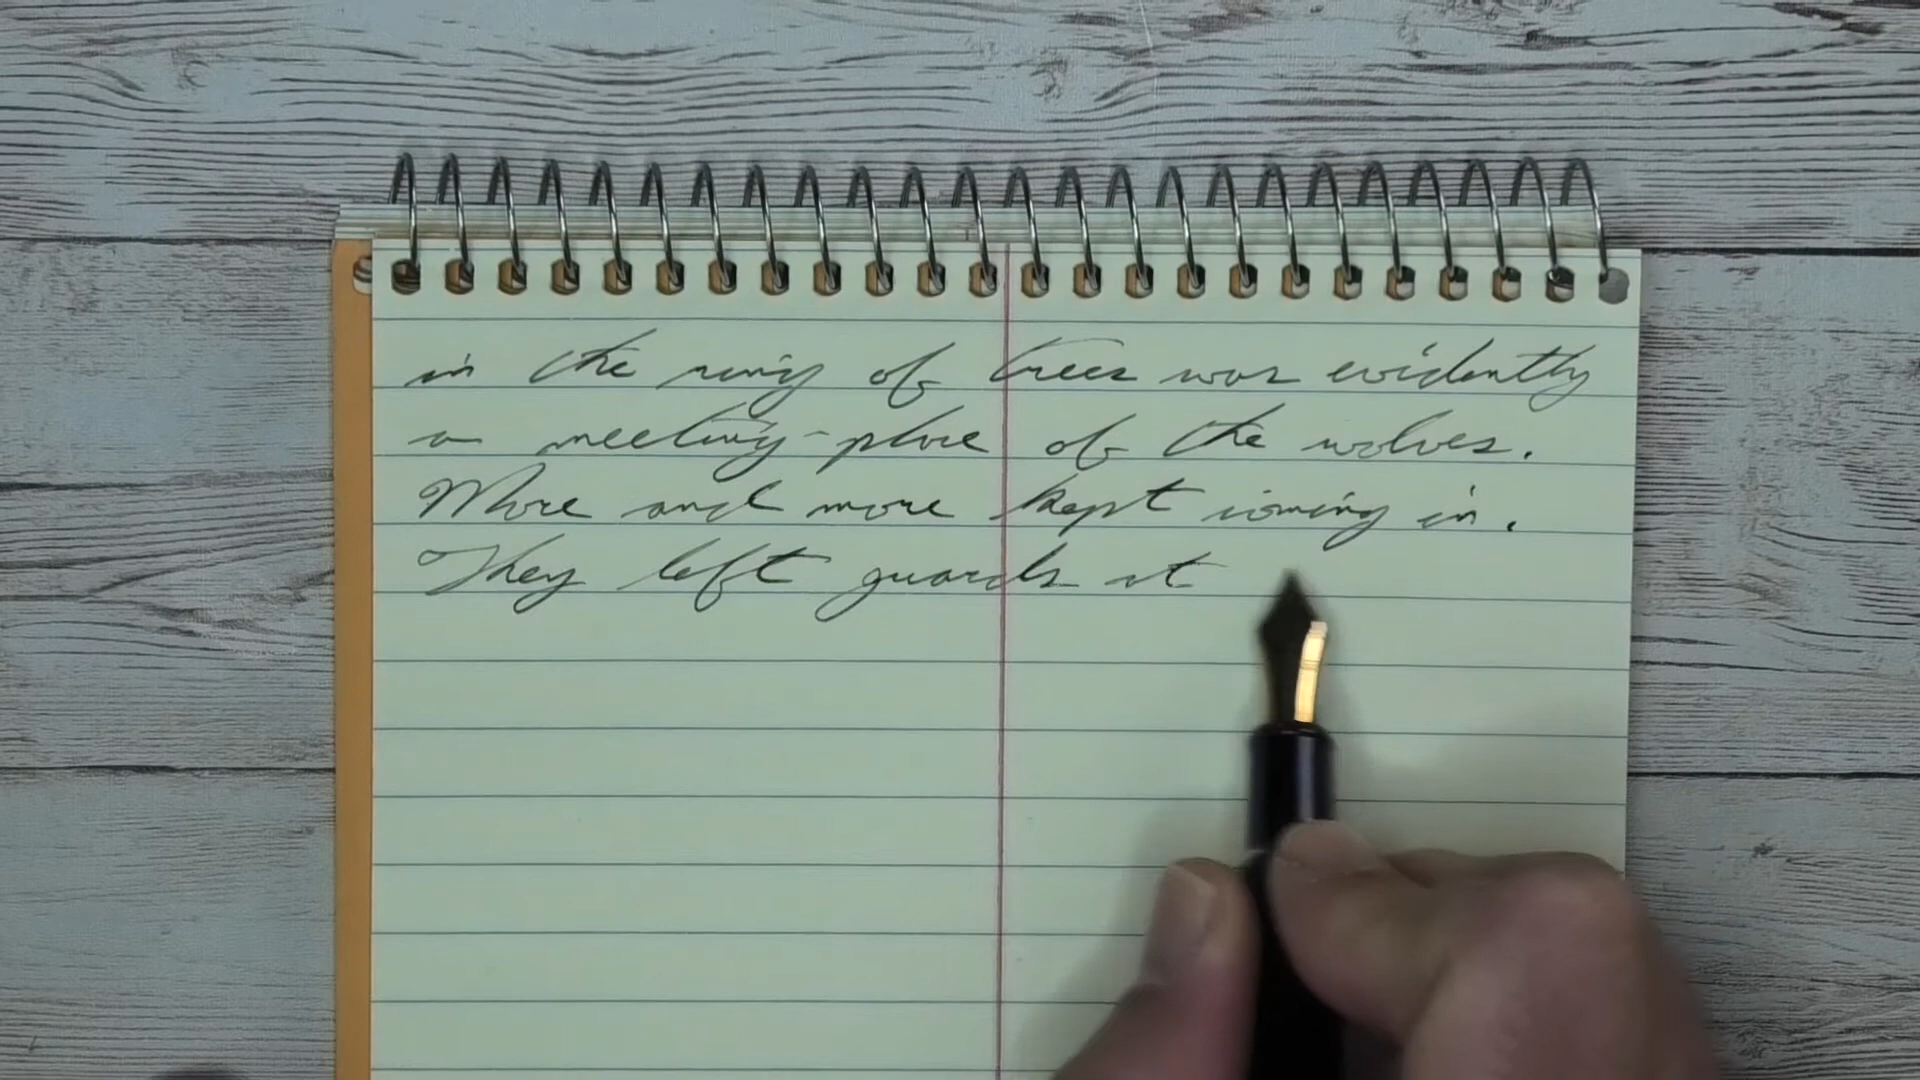 in the ring of trees was evidently
a meeting-place of the wolves.
More and more kept coming in.
They left guards at